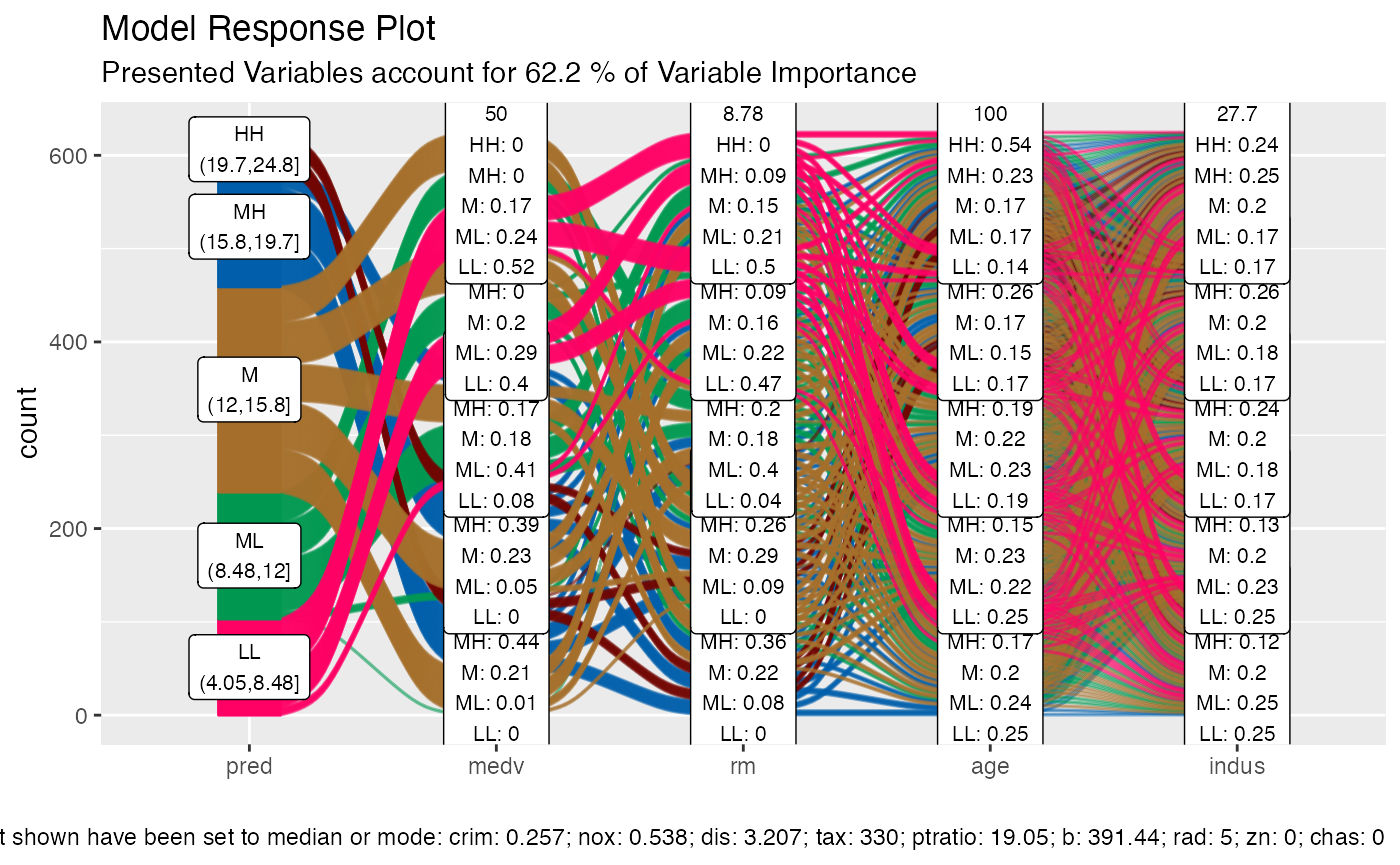 Model Response Plot
Presented Variables account for 62.2 % of Variable Importance
count
600
400
200
0
HH
(19.7,24.8]
MH
(15.8,19.7]
M
(12,15.8]
ML
(8.48,12]
LL
(4.05,8.48]
50
HH: 0
MH: 0
M: 0.17
ML: 0.24
LL: 0.52
MH: 0
M: 0.2
ML: 0.29
LL: 0.4
MH: 0.17
M: 0.18
ML: 0.41
LL: 0.08
MH: 0.39
M: 0.23
ML: 0.05
LL: 0
MH: 0.44
M: 0.21
ML: 0.01
LL: 0
8.78
HH: 0
MH: 0.09
M: 0.15
ML: 0.21
LL: 0.5
MH: 0.09
M: 0.16
ML: 0.22
LL: 0.47
MH: 0.2
M: 0.18
ML: 0.4
LL: 0.04
MH: 0.26
M: 0.29
ML: 0.09
LL: 0
MH: 0.36
M: 0.22
ML: 0.08
LL: 0
100
HH: 0.54
MH: 0.23
M: 0.17
ML: 0.17
LL: 0.14
MH: 0.26
M: 0.17
ML: 0.15
LL: 0.17
MH: 0.19
M: 0.22
ML: 0.23
LL: 0.19
MH: 0.15
M: 0.23
ML: 0.22
LL: 0.25
MH: 0.17
M: 0.2
ML: 0.24
LL: 0.25
27.7
HH: 0.24
MH: 0.25
M: 0.2
ML: 0.17
LL: 0.17
MH: 0.26
M: 0.2
ML: 0.18
LL: 0.17
MH: 0.24
M: 0.2
ML: 0.18
LL: 0.17
MH: 0.13
M: 0.2
ML: 0.23
LL: 0.25
MH: 0.12
M: 0.2
ML: 0.25
LL: 0.25
pred medv rm age indus
t shown have been set to median or mode: crim: 0.257; nox: 0.538; dis: 3.207; tax: 330; ptratio: 19.05; b: 391.44; rad: 5; zn: 0; chas: 0